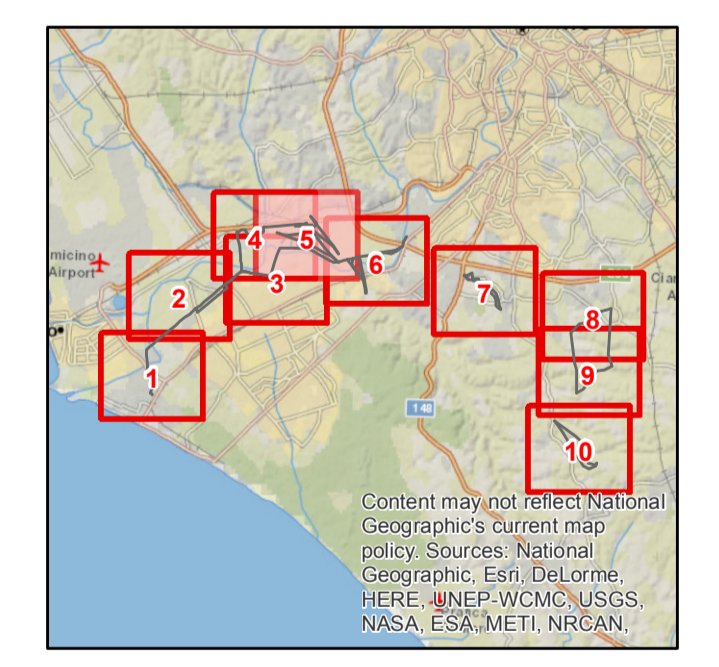 4
5
6
micino
Airport
Cia
A
7
2
3
8
o•
1
9
148
10
Content may not reflect National
Geographic's current map
policy. Sources: National
Geographic, Esri, DeLorme,
HERE, UNEP-WCMC, USGS,
NASA, ESA, METI, NRCAN,